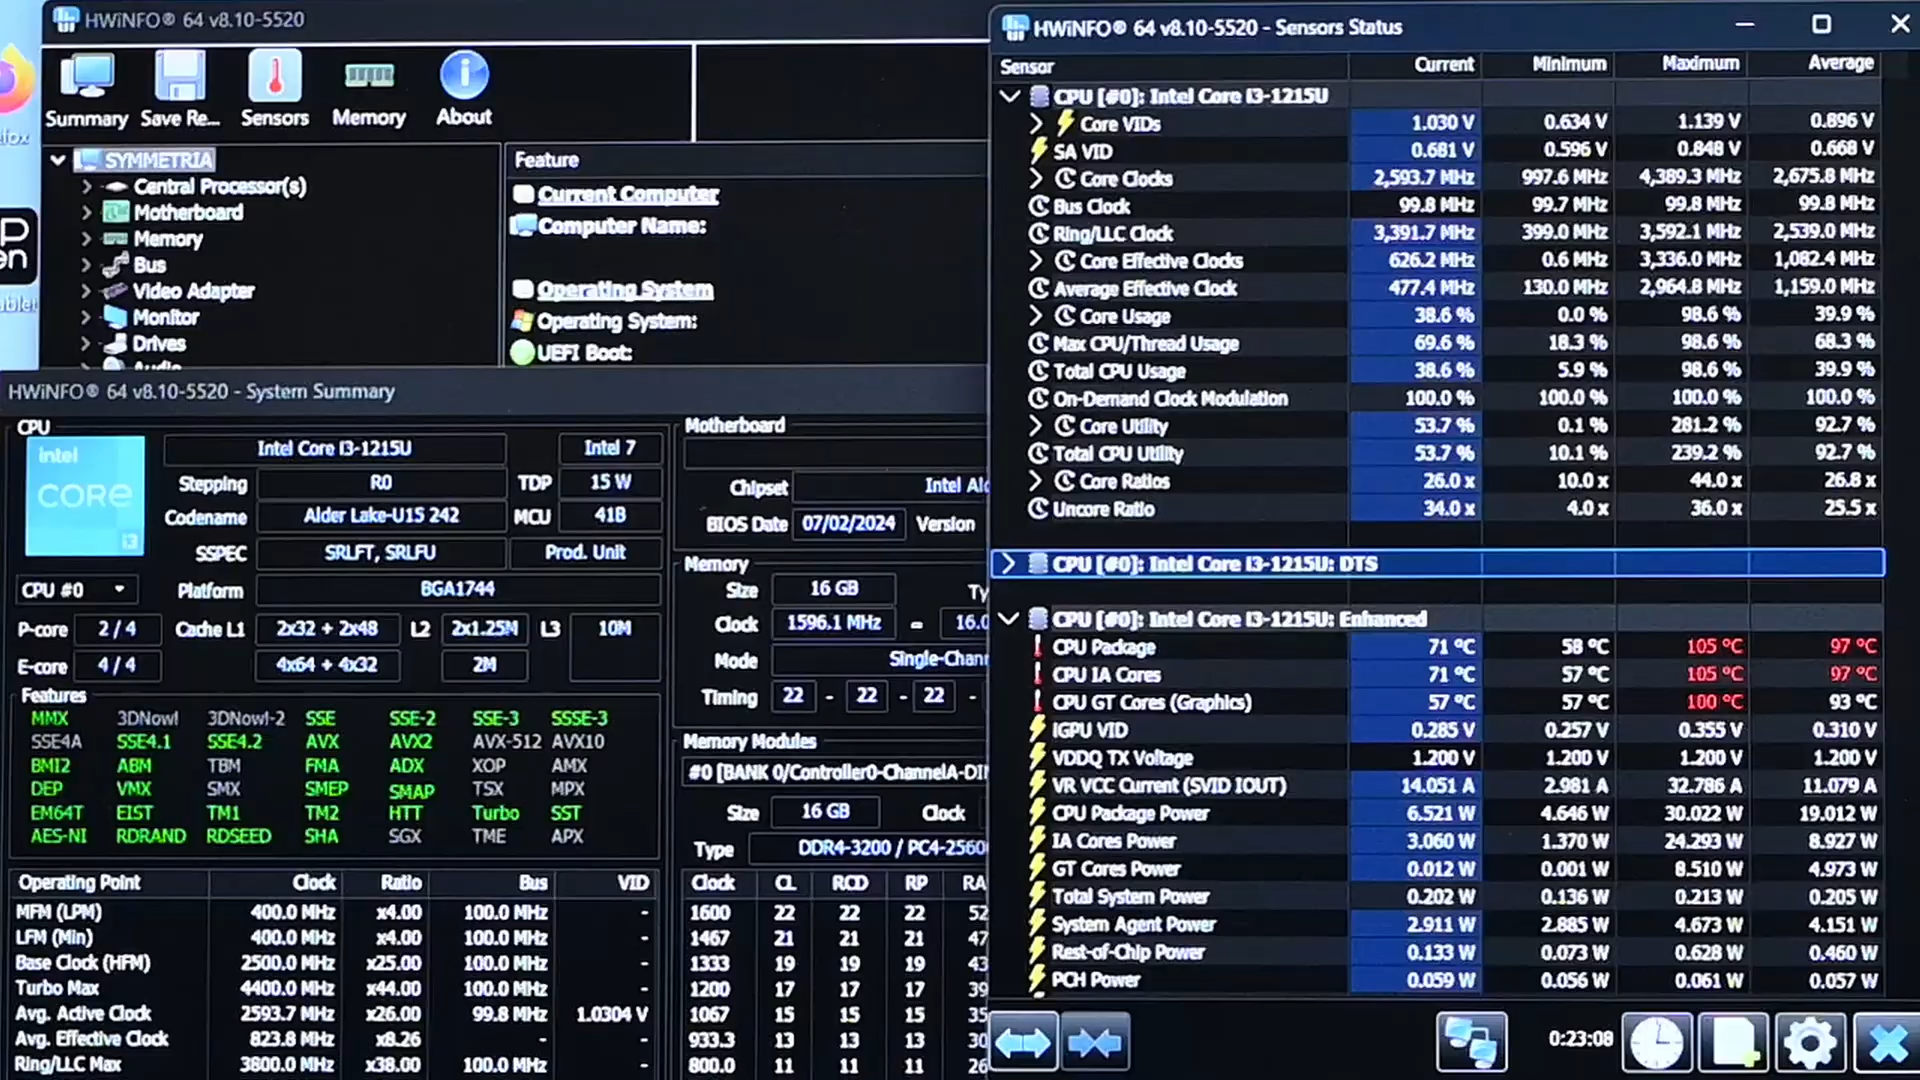 HWiNFO® 64 v8.10-5520
Summary
Save Re...
Sensors
Memory
About
SYMMETRIA
Central Processor(s)
Motherboard
Memory
Bus
Video Adapter
Monitor
Drives
Audio
Feature
Current Computer
Computer Name:
Operating System
Operating System:
UEFI Boot:
HWiNFO® 64 v8.10-5520 - System Summary
CPU
intel
CORE
i3
Intel Core i3-1215U Intel 7
Stepping R0 TDP 15 W
Codename Alder Lake-U15 242 MCU 41B
SSPEC SRLFT, SRLFU Prod. Unit
CPU #0 Platform BGA1744
P-core 2 / 4 Cache L1 2x32 + 2x48 L2 2x1.25M L3 10M
E-core 4 / 4 4x64 + 4x32 2M
Features
MMX 3DNow! 3DNow!-2 SSE SSE-2 SSE-3 SSSE-3
SSE4A SSE4.1 SSE4.2 AVX AVX2 AVX-512 AVX10
BMI2 ABM TBM FMA ADX XOP AMX
DEP VMX SMX SMEP SMAP TSX MPX
EM64T EIST TM1 TM2 HTT Turbo SST
AES-NI RDRAND RDSEED SHA SGX TME APX
Operating Point Clock Ratio Bus VID
MFM (LPM) 400.0 MHz x4.00 100.0 MHz -
LFM (Min) 400.0 MHz x4.00 100.0 MHz -
Base Clock (HFM) 2500.0 MHz x25.00 100.0 MHz -
Turbo Max 4400.0 MHz x44.00 100.0 MHz -
Avg. Active Clock 2593.7 MHz x26.00 99.8 MHz 1.0304 V
Avg. Effective Clock 823.8 MHz x8.26 - -
Ring/LLC Max 3800.0 MHz x38.00 100.0 MHz -
Motherboard
Chipset Intel Ald
BIOS Date 07/02/2024 Version
Memory
Size 16 GB Ty
Clock 1596.1 MHz = 16.0
Mode Single-Chann
Timing 22 - 22 - 22 -
Memory Modules
#0 [BANK 0/Controller0-ChannelA-DIM
Size 16 GB Clock
Type DDR4-3200 / PC4-2560
Clock CL RCD RP RA
1600 22 22 22 52
1467 21 21 21 47
1333 19 19 19 43
1200 17 17 17 39
1067 15 15 15 35
933.3 13 13 13 30
800.0 11 11 11 26
HWiNFO® 64 v8.10-5520 - Sensors Status
Sensor Current Minimum Maximum Average
CPU [#0]: Intel Core i3-1215U
Core VIDs 1.030 V 0.634 V 1.139 V 0.896 V
SA VID 0.681 V 0.596 V 0.848 V 0.668 V
Core Clocks 2,593.7 MHz 997.6 MHz 4,389.3 MHz 2,675.8 MHz
Bus Clock 99.8 MHz 99.7 MHz 99.8 MHz 99.8 MHz
Ring/LLC Clock 3,391.7 MHz 399.0 MHz 3,592.1 MHz 2,539.0 MHz
Core Effective Clocks 626.2 MHz 0.6 MHz 3,336.0 MHz 1,082.4 MHz
Average Effective Clock 477.4 MHz 130.0 MHz 2,964.8 MHz 1,159.0 MHz
Core Usage 38.6 % 0.0 % 98.6 % 39.9 %
Max CPU/Thread Usage 69.6 % 18.3 % 98.6 % 68.3 %
Total CPU Usage 38.6 % 5.9 % 98.6 % 39.9 %
On-Demand Clock Modulation 100.0 % 100.0 % 100.0 % 100.0 %
Core Utility 53.7 % 0.1 % 281.2 % 92.7 %
Total CPU Utility 53.7 % 10.1 % 239.2 % 92.7 %
Core Ratios 26.0 x 10.0 x 44.0 x 26.8 x
Uncore Ratio 34.0 x 4.0 x 36.0 x 25.5 x
CPU [#0]: Intel Core i3-1215U: DTS
CPU [#0]: Intel Core i3-1215U: Enhanced
CPU Package 71 °C 58 °C 105 °C 97 °C
CPU IA Cores 71 °C 57 °C 105 °C 97 °C
CPU GT Cores (Graphics) 57 °C 57 °C 100 °C 93 °C
iGPU VID 0.285 V 0.257 V 0.355 V 0.310 V
VDDQ TX Voltage 1.200 V 1.200 V 1.200 V 1.200 V
VR VCC Current (SVID IOUT) 14.051 A 2.981 A 32.786 A 11.079 A
CPU Package Power 6.521 W 4.646 W 30.022 W 19.012 W
IA Cores Power 3.060 W 1.370 W 24.293 W 8.927 W
GT Cores Power 0.012 W 0.001 W 8.510 W 4.973 W
Total System Power 0.202 W 0.136 W 0.213 W 0.205 W
System Agent Power 2.911 W 2.885 W 4.673 W 4.151 W
Rest-of-Chip Power 0.133 W 0.073 W 0.628 W 0.460 W
PCH Power 0.059 W 0.056 W 0.061 W 0.057 W
0:23:08